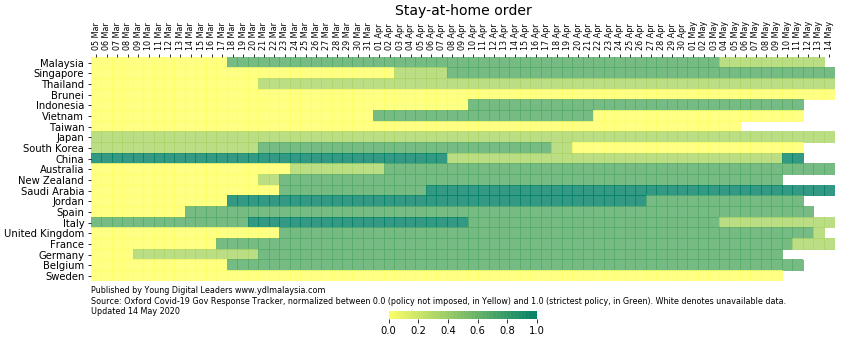 Stay-at-home order
05 Mar
06 Mar
07 Mar
08 Mar
09 Mar
10 Mar
11 Mar
12 Mar
13 Mar
14 Mar
15 Mar
16 Mar
17 Mar
18 Mar
19 Mar
20 Mar
21 Mar
22 Mar
23 Mar
24 Mar
25 Mar
26 Mar
27 Mar
28 Mar
29 Mar
30 Mar
31 Mar
01 Apr
02 Apr
03 Apr
04 Apr
05 Apr
06 Apr
07 Apr
08 Apr
09 Apr
10 Apr
11 Apr
12 Apr
13 Apr
14 Apr
15 Apr
16 Apr
17 Apr
18 Apr
19 Apr
20 Apr
21 Apr
22 Apr
23 Apr
24 Apr
25 Apr
26 Apr
27 Apr
28 Apr
29 Apr
30 Apr
01 May
02 May
03 May
04 May
05 May
06 May
07 May
08 May
09 May
10 May
11 May
12 May
13 May
14 May
Malaysia
Singapore
Thailand
Brunei
Indonesia
Vietnam
Taiwan
Japan
South Korea
China
Australia
New Zealand
Saudi Arabia
Jordan
Spain
Italy
United Kingdom
France
Germany
Belgium
Sweden
Published by Young Digital Leaders www.ydlmalaysia.com
Source: Oxford Covid-19 Gov Response Tracker, normalized between 0.0 (policy not imposed, in Yellow) and 1.0 (strictest policy, in Green). White denotes unavailable data.
Updated 14 May 2020
0.0 0.2 0.4 0.6 0.8 1.0